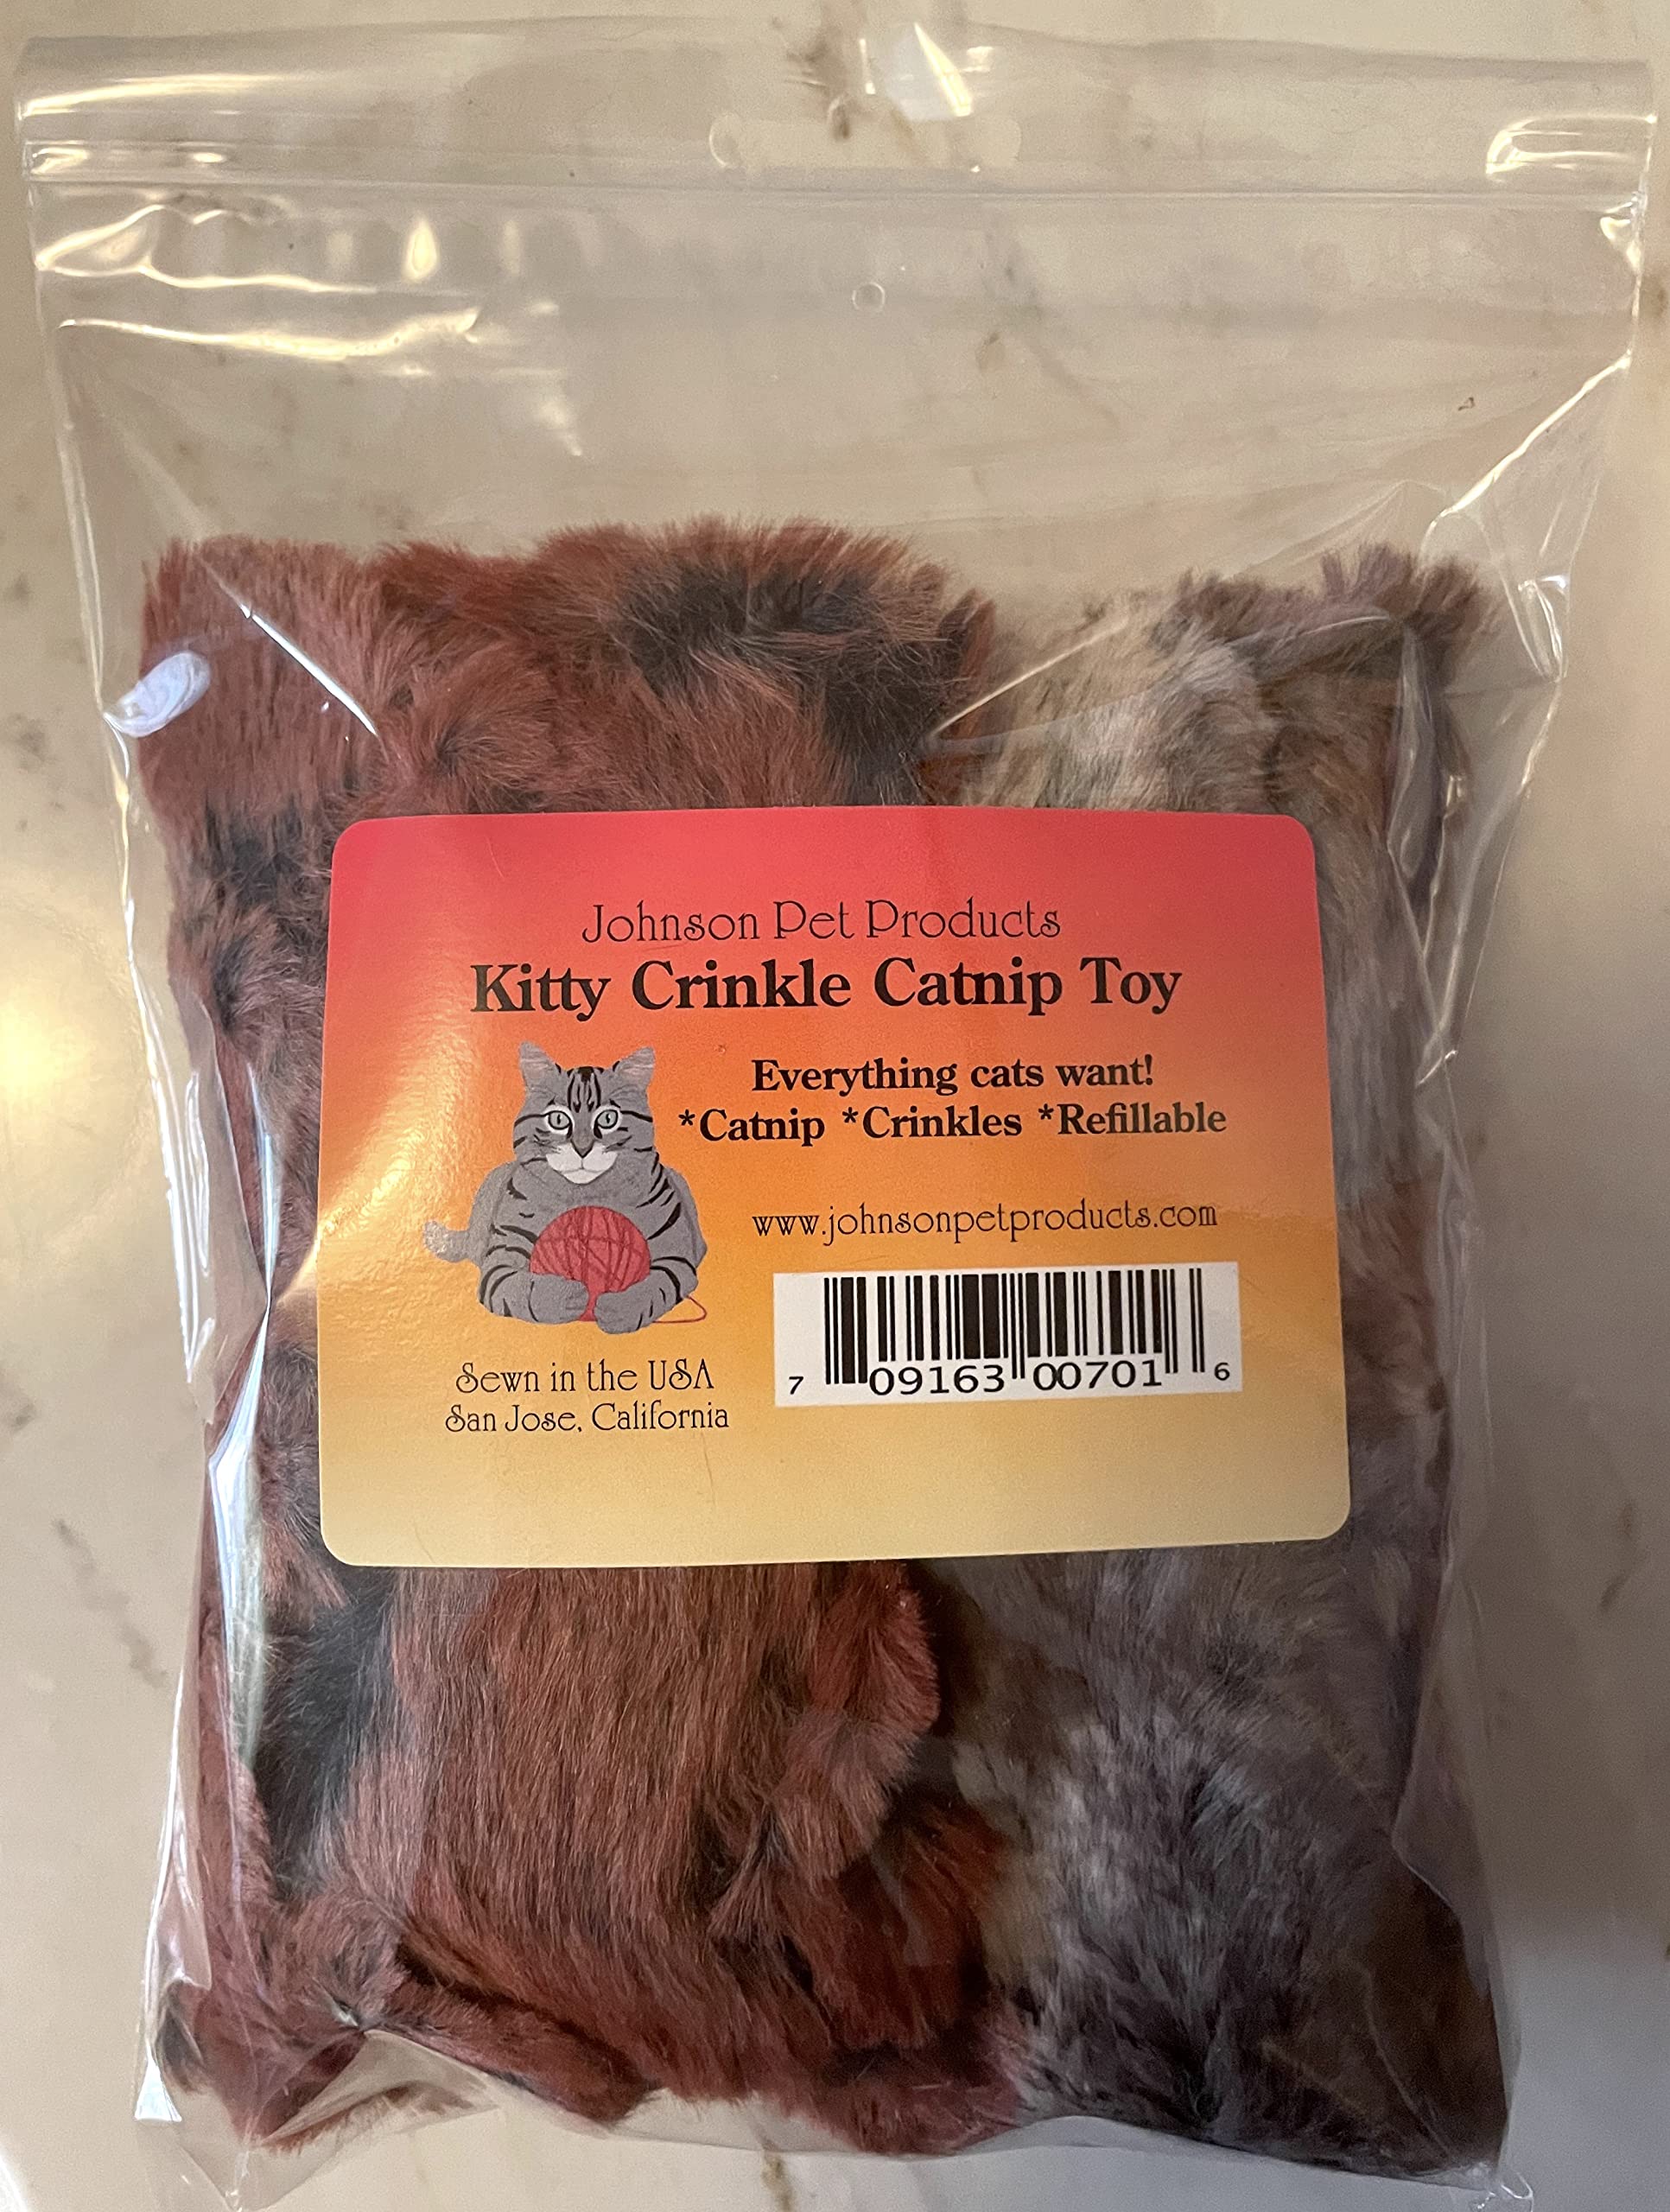 Johnson Pet Products
Kitty Crinkle Catnip Toy
Everything cats want!
*Catnip *Crinkles *Refillable
www.johnsonpetproducts.com
7 09163 00701 6
Sewn in the USA
San Jose, California